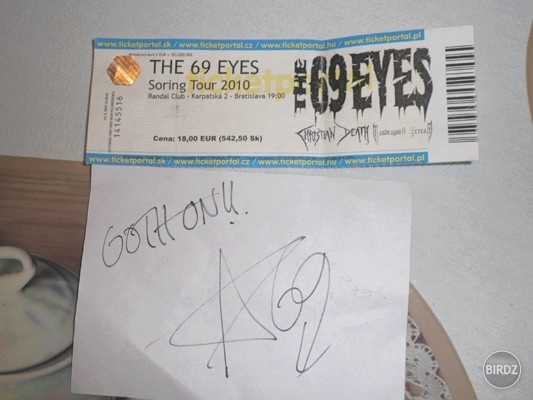 www.ticketportal.sk / www.ticketportal.cz / www.ticketportal.hu / www.ticketportal.pl
THE 69 EYES
Soring Tour 2010
Randal Club - Karpatská 2 - Bratislava 19:00
Cena: 18,00 EUR (542,50 Sk)
14145516
THE 69 EYES
CHRISTIAN DEATH
www.ticketportal.sk / www.ticketportal.cz / www.ticketportal.hu / www.ticketportal.pl
GOTH ON!!
BIRDZ